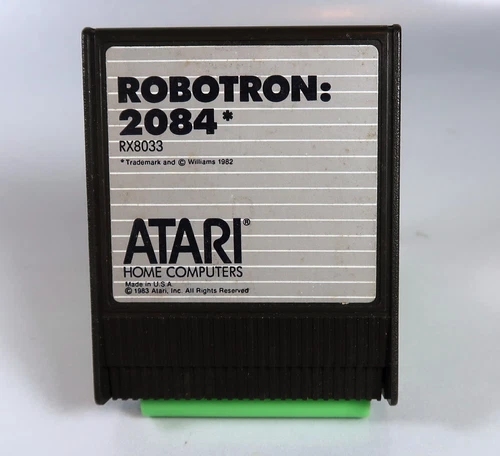 ROBOTRON:
2084*
RX8033
*Trademark and © Williams 1982
ATARI®
HOME COMPUTERS
Made in U.S.A
© 1983 Atari, Inc. All Rights Reserved